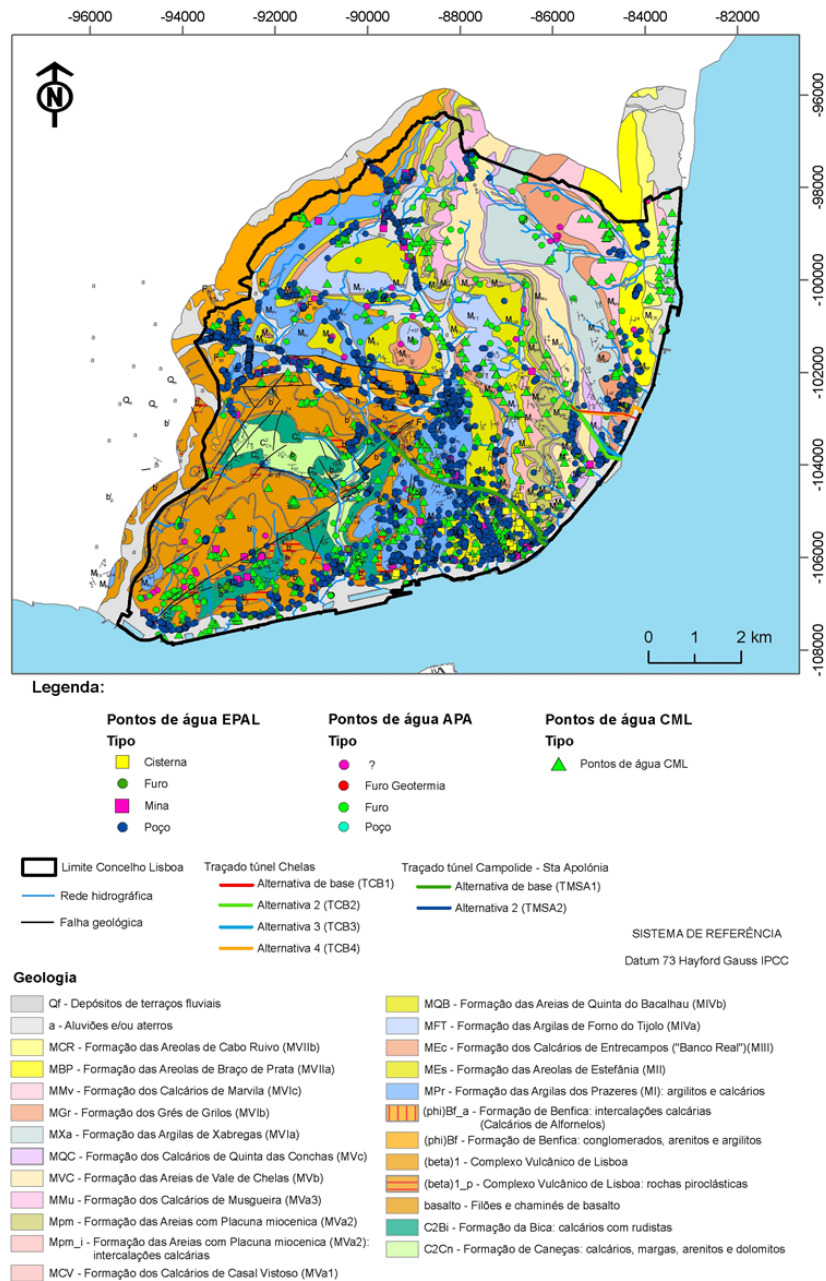 -96000 -94000 -92000 -90000 -88000 -86000 -84000 -82000
-96000
-98000
-100000
-102000
-104000
-106000
-108000
N
0 1 2 km
Legenda:
Pontos de água EPAL
Tipo
Cisterna
Furo
Mina
Poço
Pontos de água APA
Tipo
?
Furo Geotermia
Furo
Poço
Pontos de água CML
Tipo
Pontos de água CML
Limite Concelho Lisboa
Rede hidrográfica
Falha geológica
Traçado túnel Chelas
Alternativa de base (TCB1)
Alternativa 2 (TCB2)
Alternativa 3 (TCB3)
Alternativa 4 (TCB4)
Traçado túnel Campolide - Sta Apolónia
Alternativa de base (TMSA1)
Alternativa 2 (TMSA2)
SISTEMA DE REFERÊNCIA
Datum 73 Hayford Gauss IPCC
Geologia
Qf - Depósitos de terraços fluviais
a - Aluviões e/ou aterros
MCR - Formação das Areolas de Cabo Ruivo (MVIIb)
MBP - Formação das Areolas de Braço de Prata (MVIIa)
MMv - Formação dos Calcários de Marvila (MVIc)
MGr - Formação dos Grés de Grilos (MVIb)
MXa - Formação das Argilas de Xabregas (MVIa)
MQC - Formação dos Calcários de Quinta das Conchas (MVc)
MVC - Formação das Areias de Vale de Chelas (MVb)
MMu - Formação dos Calcários de Musgueira (MVa3)
Mpm - Formação das Areias com Placuna miocenica (MVa2)
Mpm_i - Formação das Areias com Placuna miocenica (MVa2):
intercalações calcárias
MCV - Formação dos Calcários de Casal Vistoso (MVa1)
MQB - Formação das Areias de Quinta do Bacalhau (MIVb)
MFT - Formação das Argilas de Forno do Tijolo (MIVa)
MEc - Formação dos Calcários de Entrecampos ("Banco Real")(MIII)
MEs - Formação das Areolas de Estefânia (MII)
MPr - Formação das Argilas dos Prazeres (MI): argilitos e calcários
(phi)Bf_a - Formação de Benfica: intercalações calcárias
(Calcários de Alfornelos)
(phi)Bf - Formação de Benfica: conglomerados, arenitos e argilitos
(beta)1 - Complexo Vulcânico de Lisboa
(beta)1_p - Complexo Vulcânico de Lisboa: rochas piroclásticas
basalto - Filões e chaminés de basalto
C2Bi - Formação da Bica: calcários com rudistas
C2Cn - Formação de Caneças: calcários, margas, arenitos e dolomitos